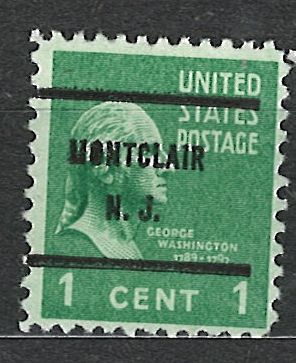 UNITED
STATES
POSTAGE
MONTCLAIR
N. J.
GEORGE
WASHINGTON
1789-1797
1 CENT 1